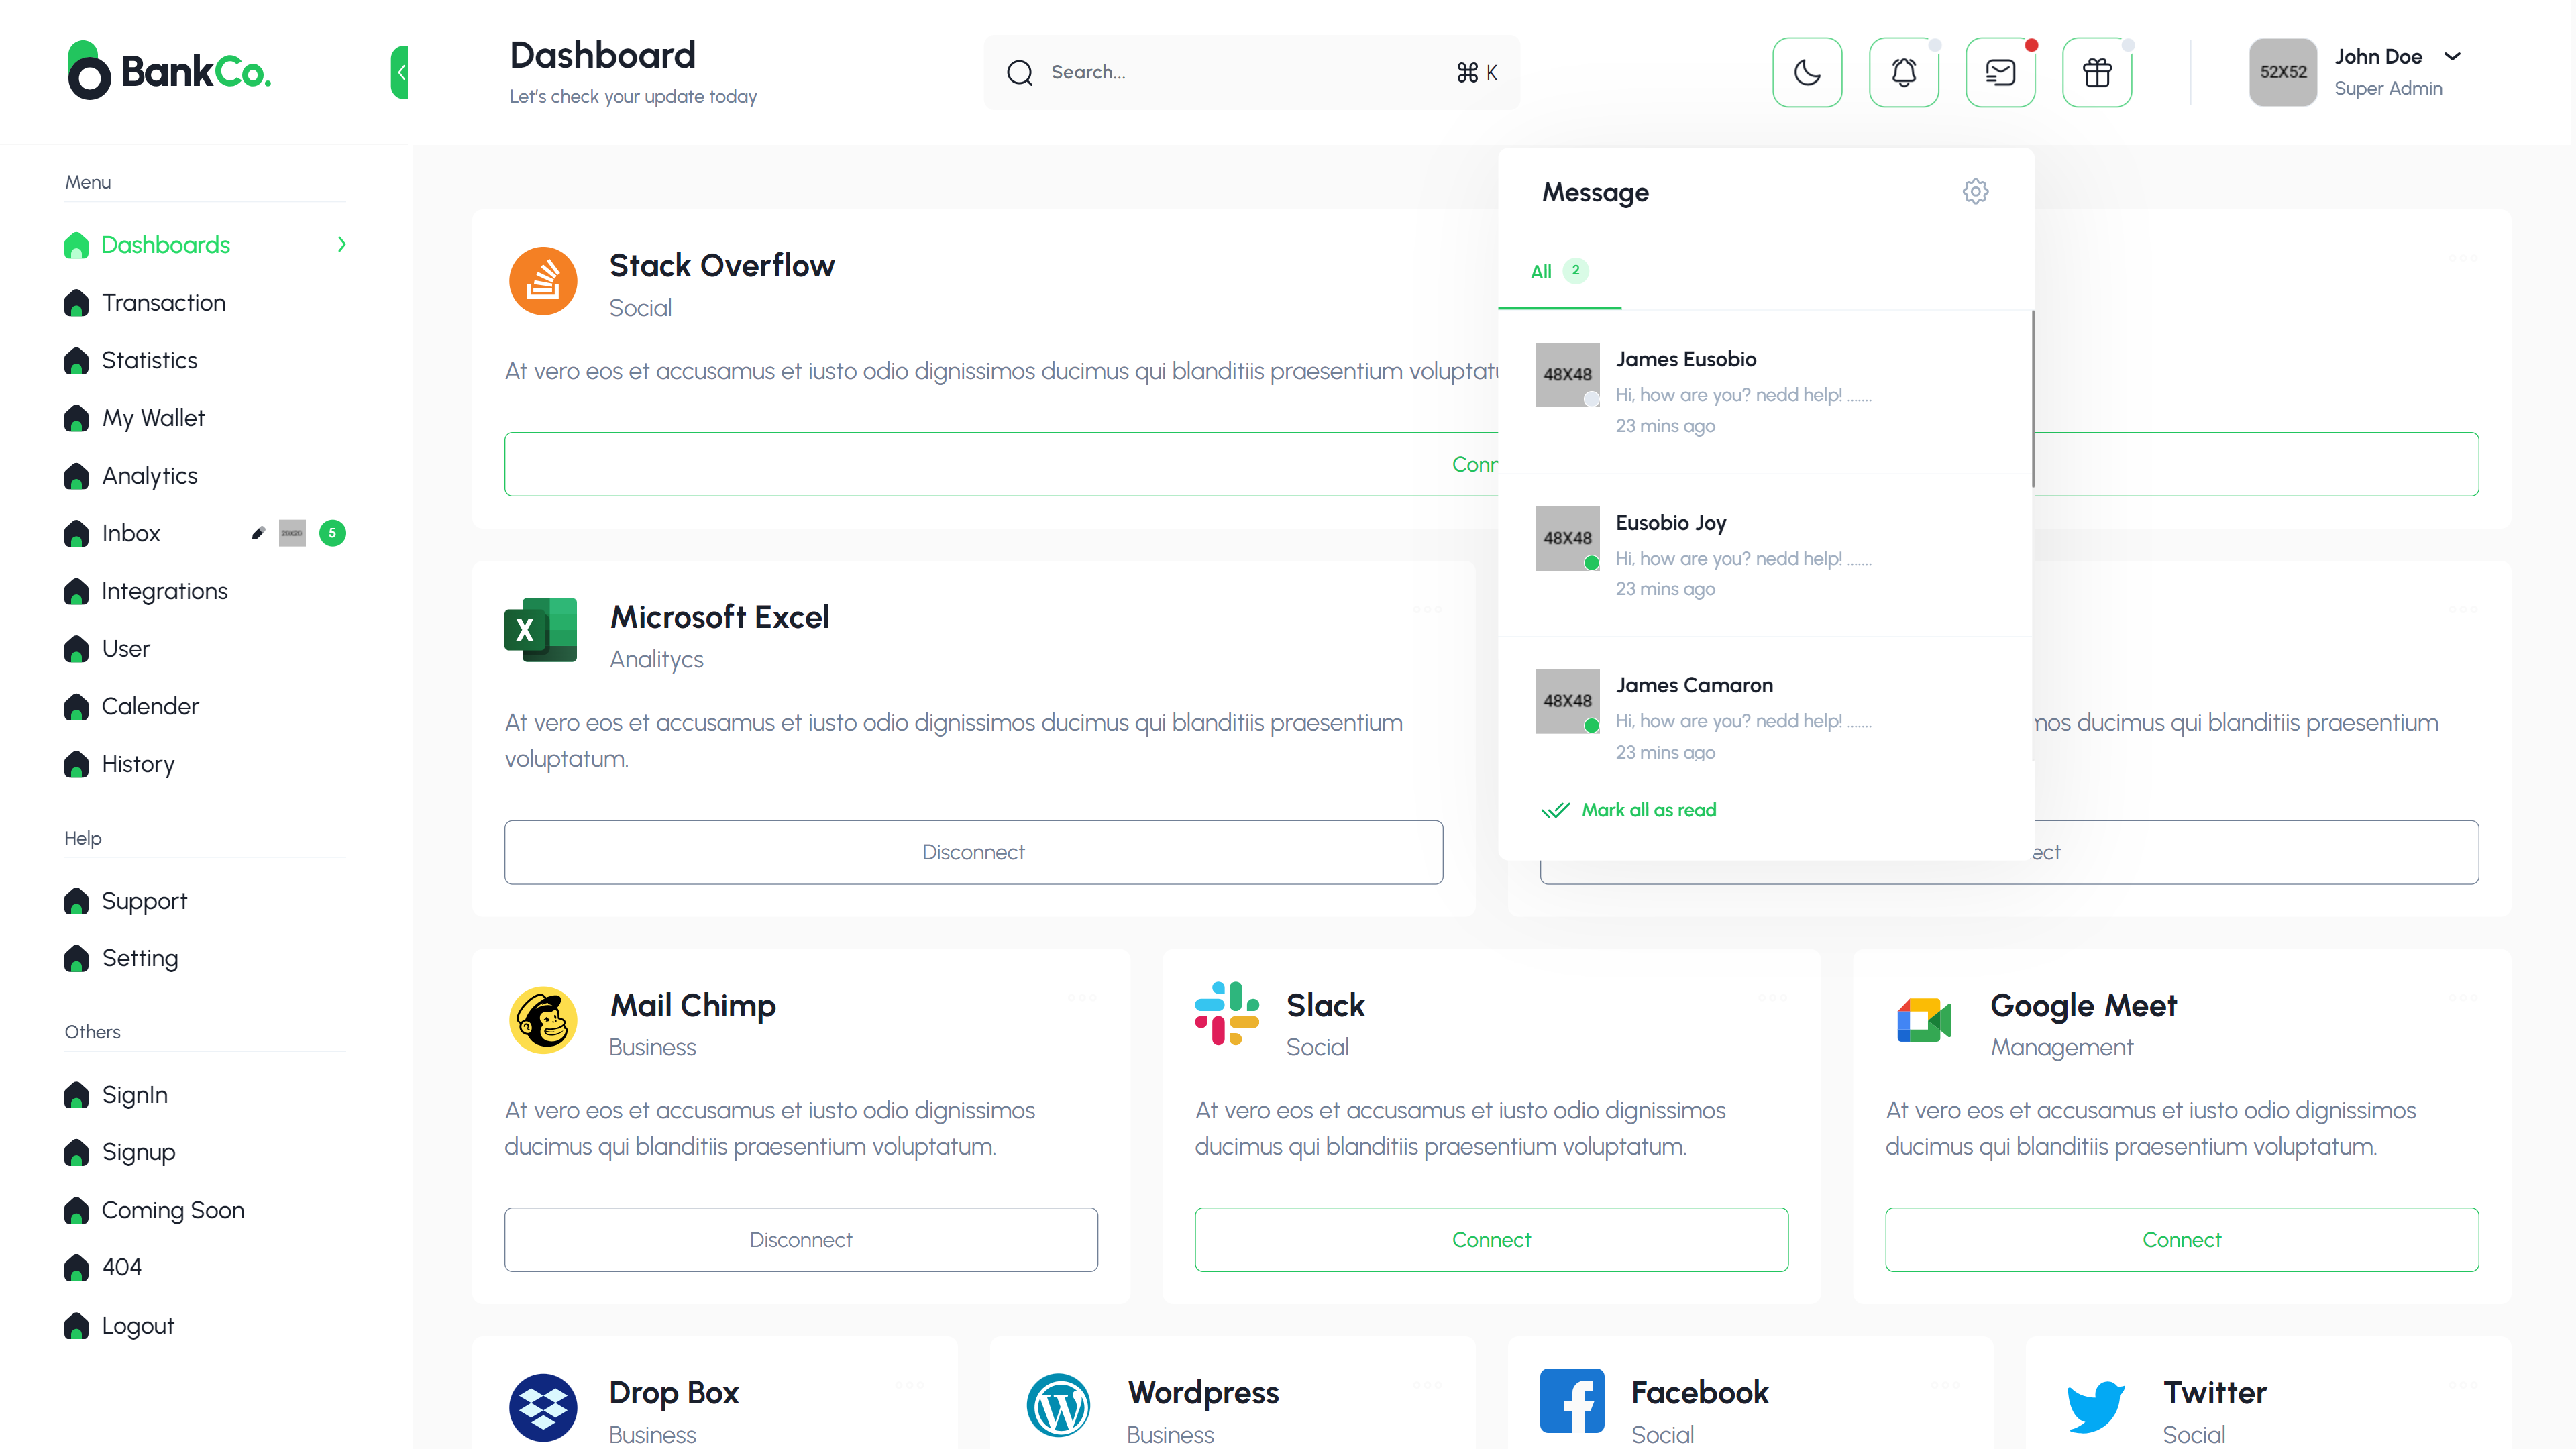 BankCo.
Dashboard
Let's check your update today
Search...
⌘ K
52X52
John Doe
Super Admin
Menu
Dashboards
Transaction
Statistics
My Wallet
Analytics
Inbox
20x20
5
Integrations
User
Calender
History
Help
Support
Setting
Others
SignIn
Signup
Coming Soon
404
Logout
Message
All 2
48X48
James Eusobio
Hi, how are you? nedd help! .......
23 mins ago
48X48
Eusobio Joy
Hi, how are you? nedd help! .......
23 mins ago
48X48
James Camaron
Hi, how are you? nedd help! .......
23 mins ago
Mark all as read
Stack Overflow
Social
At vero eos et accusamus et iusto odio dignissimos ducimus qui blanditiis praesentium voluptatu
Conn
X
Microsoft Excel
Analitycs
At vero eos et accusamus et iusto odio dignissimos ducimus qui blanditiis praesentium
voluptatum.
Disconnect
mos ducimus qui blanditiis praesentium
ect
Mail Chimp
Business
At vero eos et accusamus et iusto odio dignissimos
ducimus qui blanditiis praesentium voluptatum.
Disconnect
Slack
Social
At vero eos et accusamus et iusto odio dignissimos
ducimus qui blanditiis praesentium voluptatum.
Connect
Google Meet
Management
At vero eos et accusamus et iusto odio dignissimos
ducimus qui blanditiis praesentium voluptatum.
Connect
Drop Box
Business
Wordpress
Business
Facebook
Social
Twitter
Social